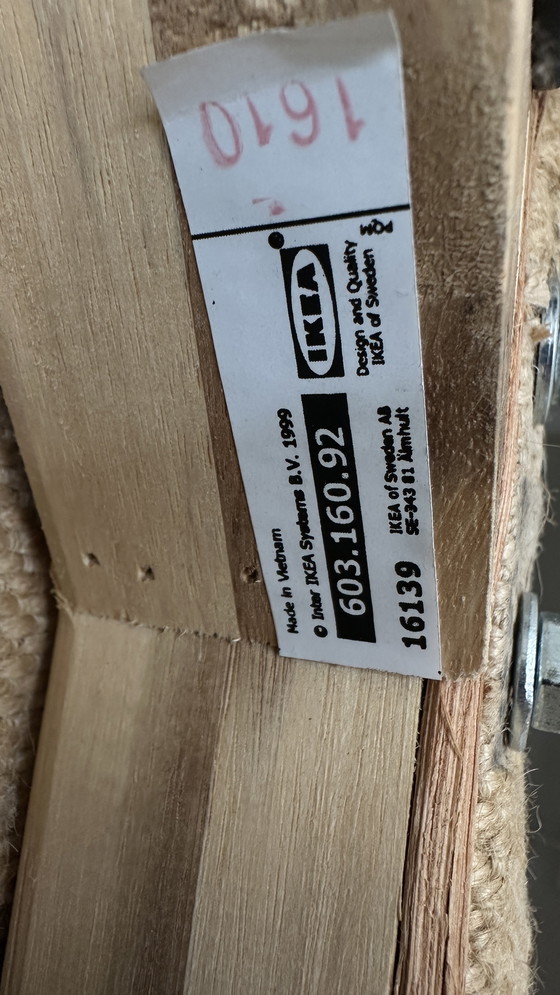 1610
IKEA
Design and Quality
IKEA of Sweden
Made in Vietnam
© Inter IKEA Systems B.V. 1999
603.160.92
IKEA of Sweden AB
SE-343 81 Älmhult
16139